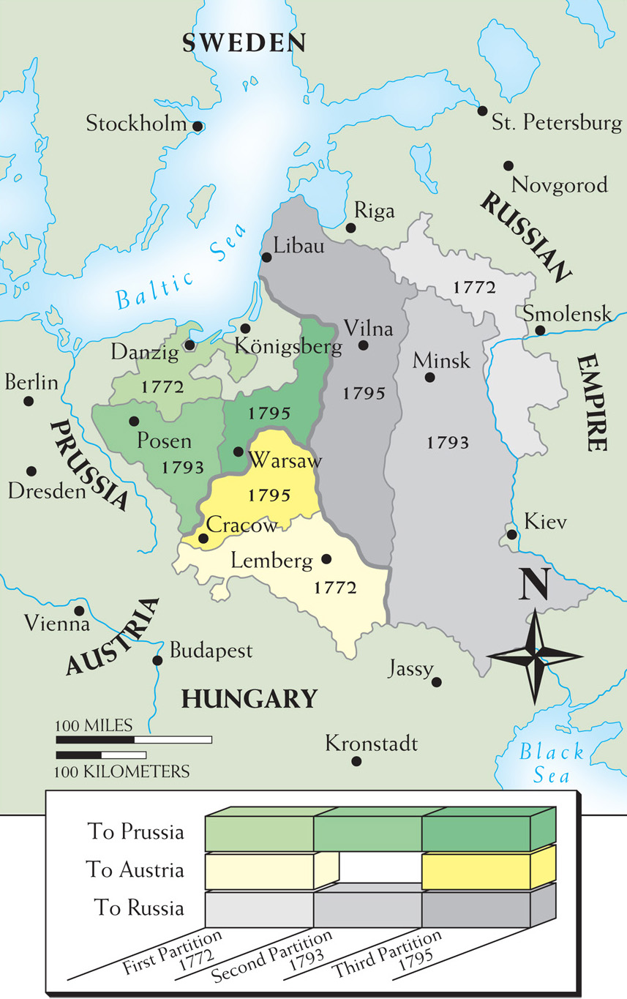 SWEDEN
Stockholm
St. Petersburg
Novgorod
RUSSIAN
Riga
Libau
Baltic Sea
1772
Smolensk
Vilna
Danzig
Königsberg
Minsk
EMPIRE
Berlin
1772
1795
1795
PRUSSIA
Posen
1793
1793
Warsaw
Dresden
1795
Cracow
Kiev
Lemberg
1772
N
Vienna
AUSTRIA
Budapest
Jassy
HUNGARY
100 MILES
Kronstadt
100 KILOMETERS
Black
Sea
To Prussia
To Austria
To Russia
First Partition
1772
Second Partition
1793
Third Partition
1795